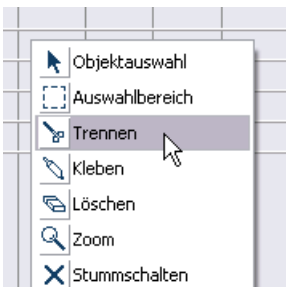 Objektauswahl
Auswahlbereich
Trennen
Kleben
Löschen
Zoom
Stummschalten